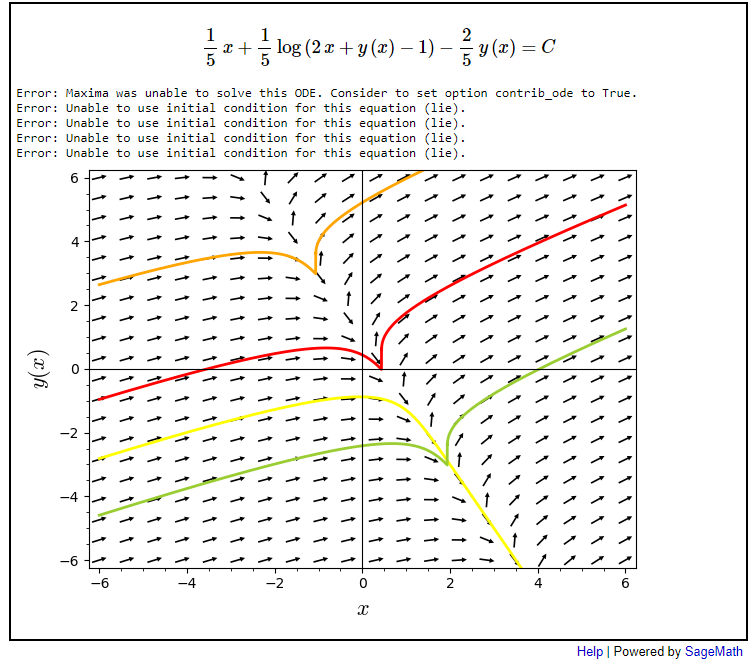 1/5 x + 1/5 log (2 x + y (x) − 1) − 2/5 y (x) = C
Error: Maxima was unable to solve this ODE. Consider to set option contrib_ode to True.
Error: Unable to use initial condition for this equation (lie).
Error: Unable to use initial condition for this equation (lie).
Error: Unable to use initial condition for this equation (lie).
Error: Unable to use initial condition for this equation (lie).
6
4
2
0
−2
−4
−6
y(x)
−6 −4 −2 0 2 4 6
x
Help | Powered by SageMath